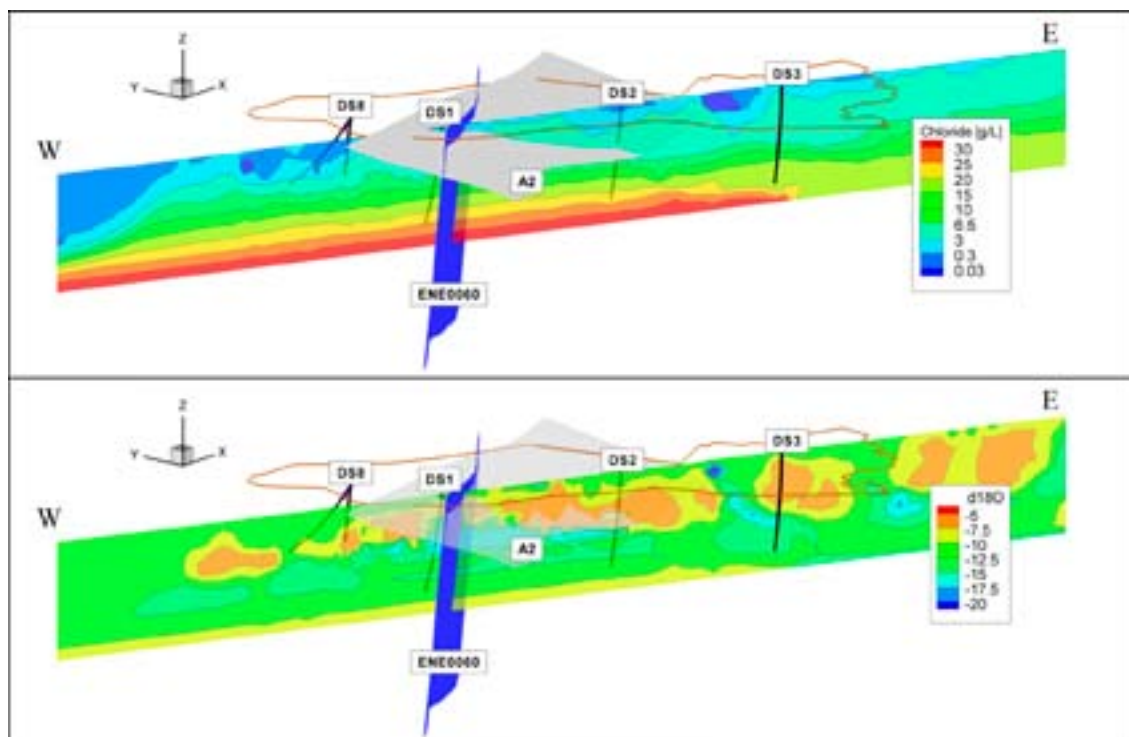 E
Z
Y
X
DS3
DS2
DS8
DS1
W
Chloride [g/L]
30
25
20
15
10
6.5
3
0.3
0.03
A2
ENE0060
E
Z
Y
X
DS3
DS2
DS8
DS1
W
d18O
-5
-7.5
-10
-12.5
-15
-17.5
-20
A2
ENE0060